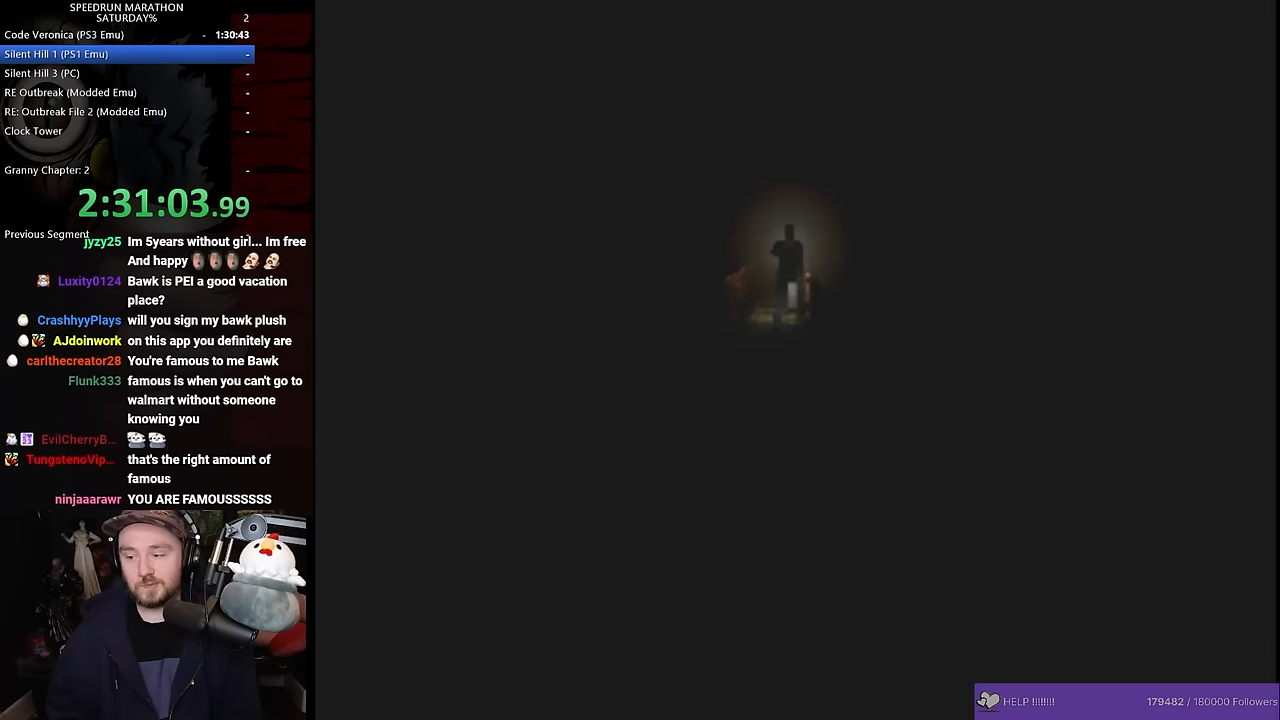 SPEEDRUN MARATHON
SATURDAY%
2
Code Veronica (PS3 Emu) - 1:30:43
Silent Hill 1 (PS1 Emu) -
Silent Hill 3 (PC) -
RE Outbreak (Modded Emu) -
RE: Outbreak File 2 (Modded Emu) -
Clock Tower -
Granny Chapter: 2 -
2:31:03.99
Previous Segment -
jyzy25 Im 5years without girl... Im free
And happy
Luxity0124 Bawk is PEI a good vacation
place?
CrashhyyPlays will you sign my bawk plush
AJdoinwork on this app you definitely are
carlthecreator28 You're famous to me Bawk
Flunk333 famous is when you can't go to
walmart without someone
knowing you
EvilCherryB...
TungstenoVip... that's the right amount of
famous
ninjaaarawr YOU ARE FAMOUSSSSSS
HELP !!!!!!!! 179482 / 180000 Followers